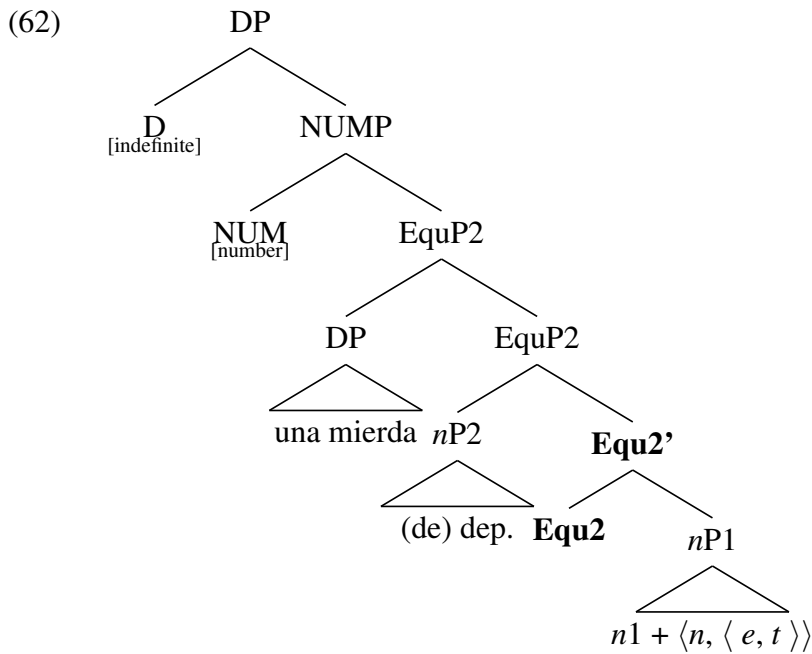 (62) DP
D NUMP
[indefinite]
NUM EquP2
[number]
DP EquP2
una mierda nP2 Equ2’
(de) dep. Equ2 nP1
n1 + ⟨n, ⟨ e, t ⟩⟩